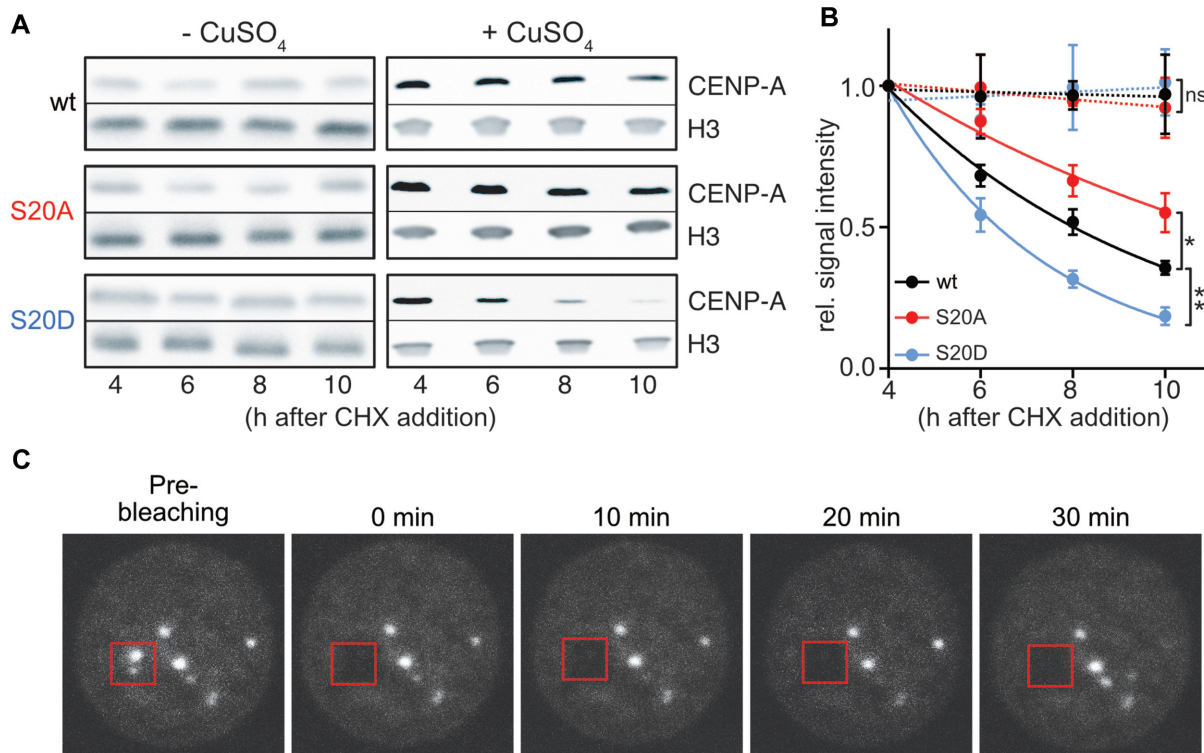 A
- CuSO₄
+ CuSO₄
wt
CENP-A
H3
S20A
CENP-A
H3
S20D
CENP-A
H3
4 6 8 10 4 6 8 10
(h after CHX addition)
B
rel. signal intensity
1.0
0.5
0.0
ns
*
**
wt
S20A
S20D
4 6 8 10
(h after CHX addition)
C
Pre-
bleaching
0 min
10 min
20 min
30 min